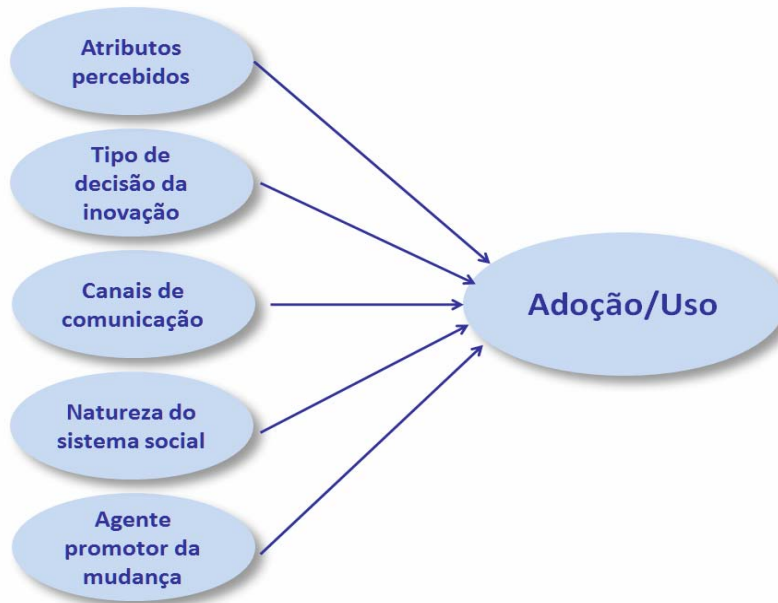 Atributos
percebidos
Tipo de
decisão da
inovação
Canais de
comunicação
Natureza do
sistema social
Agente
promotor da
mudança
Adoção/Uso